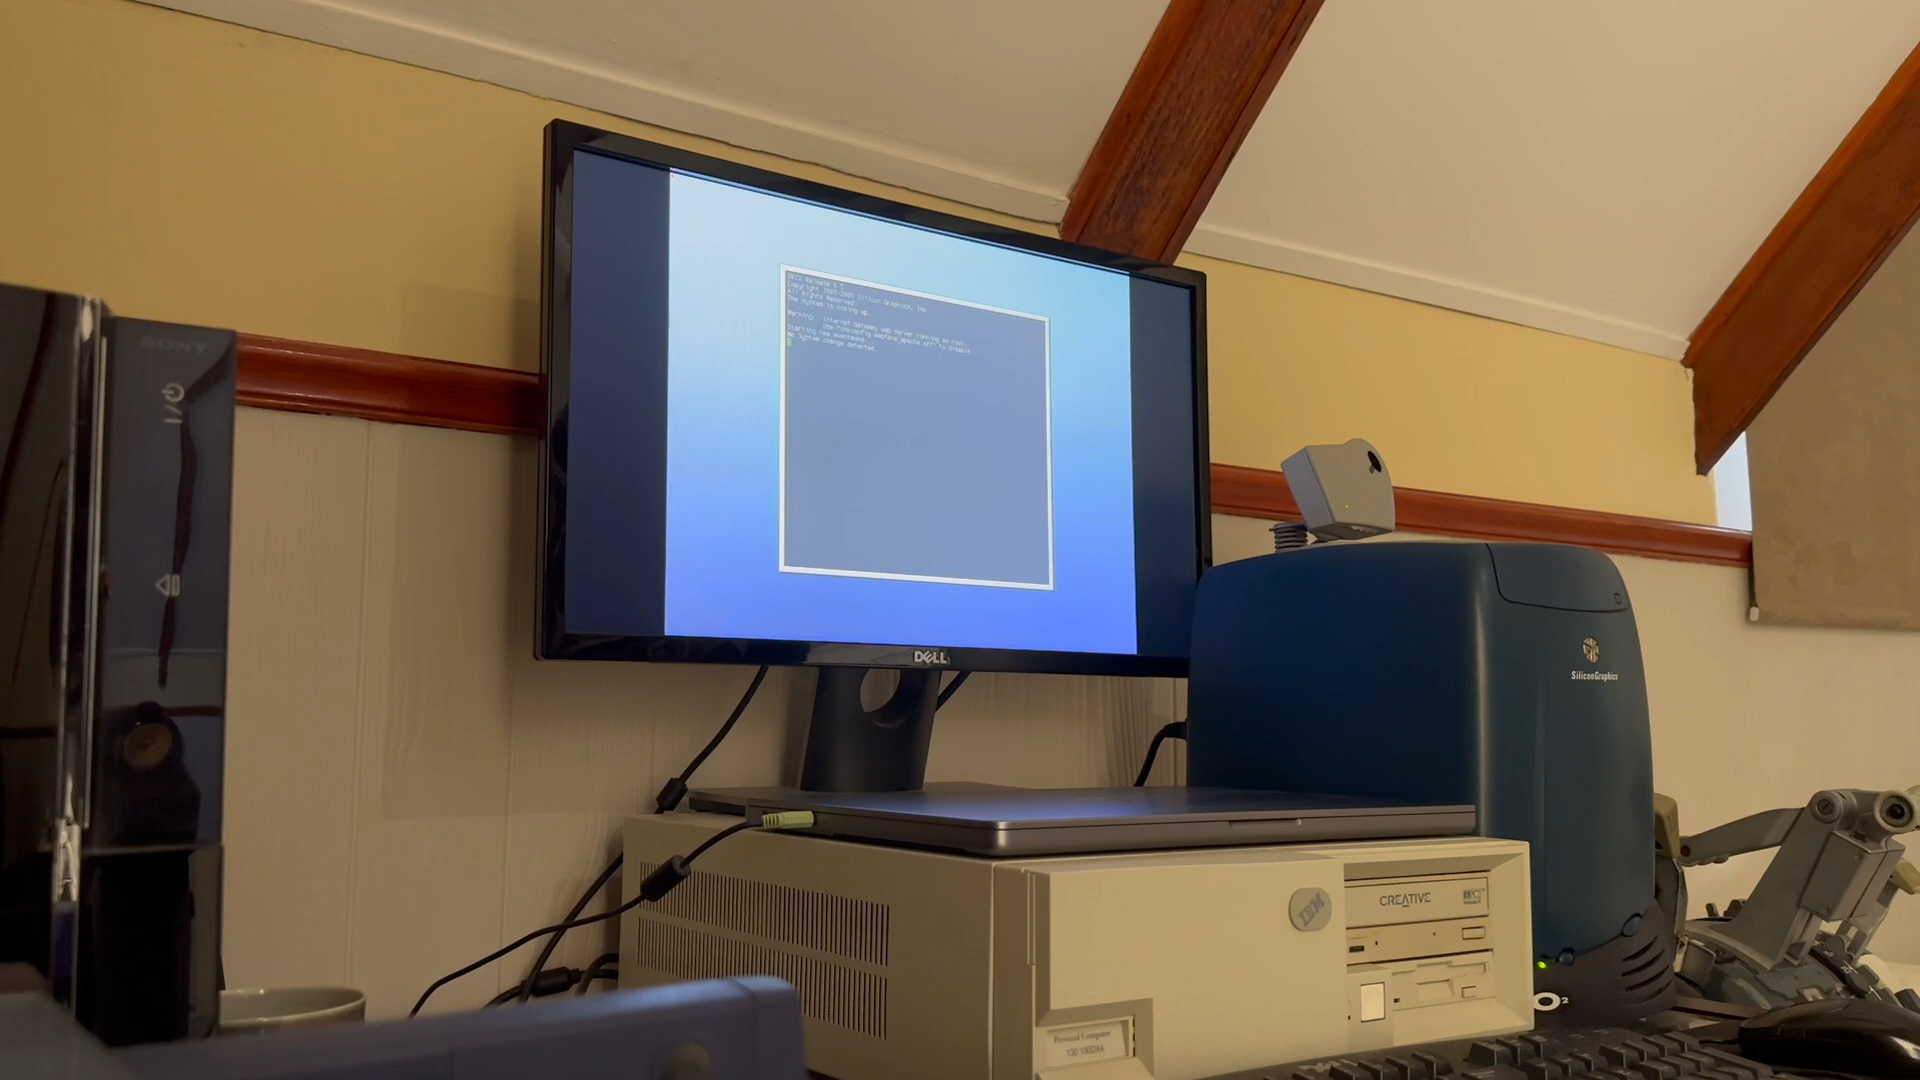 SONY
IRIX Release 6.5
Copyright 1987-2005 Silicon Graphics, Inc.
All Rights Reserved.
The system is coming up.
Warning: Internet Gateway web server running as root.
Use "chkconfig webface_apache off" to disable.
Starting new eventmond.
No System change detected.
DELL
SiliconGraphics
CREATIVE
IBM
Personal Computer
O2